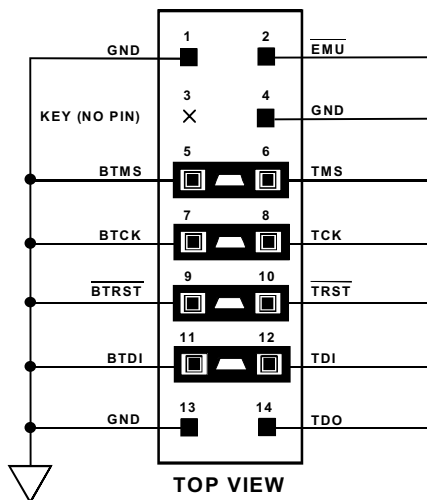 1 2
GND EMU
3 4
KEY (NO PIN) GND
5 6
BTMS TMS
7 8
BTCK TCK
9 10
BTRST TRST
11 12
BTDI TDI
13 14
GND TDO
TOP VIEW